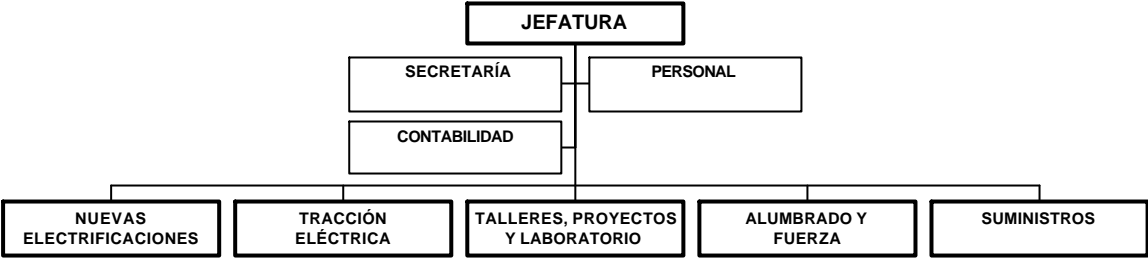 JEFATURA
SECRETARÍA
PERSONAL
CONTABILIDAD
NUEVAS
ELECTRIFICACIONES
TRACCIÓN
ELÉCTRICA
TALLERES, PROYECTOS
Y LABORATORIO
ALUMBRADO Y
FUERZA
SUMINISTROS